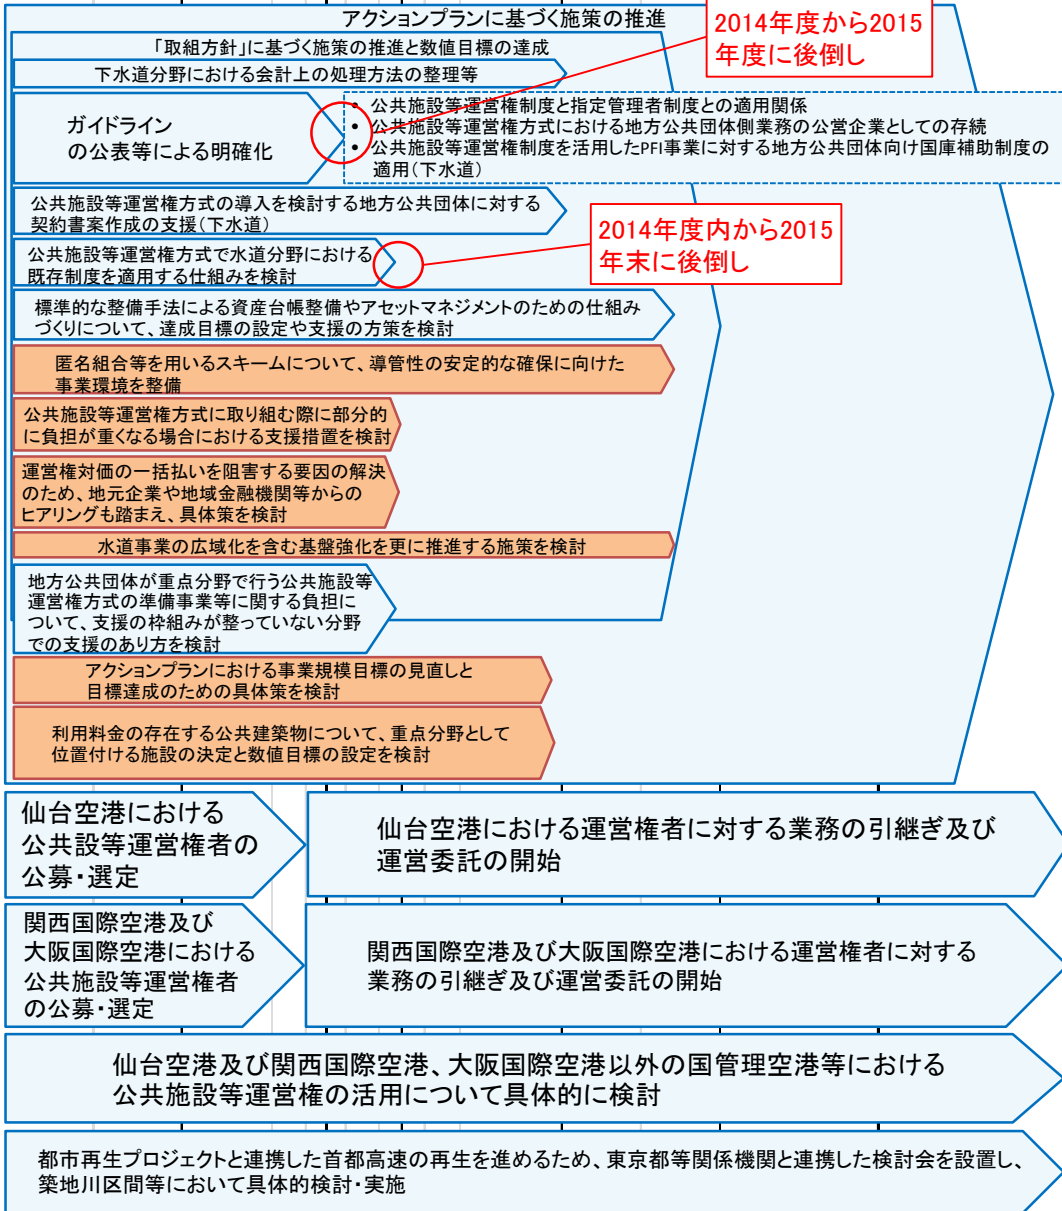 アクションプランに基づく施策の推進
2014年度から2015
年度に後倒し
「取組方針」に基づく施策の推進と数値目標の達成
下水道分野における会計上の処理方法の整理等
ガイドライン
の公表等による明確化
• 公共施設等運営権制度と指定管理者制度との適用関係
• 公共施設等運営権方式における地方公共団体側業務の公営企業としての存続
• 公共施設等運営権制度を活用したPFI事業に対する地方公共団体向け国庫補助制度の
適用(下水道)
公共施設等運営権方式の導入を検討する地方公共団体に対する
契約書案作成の支援(下水道)
2014年度内から2015
年末に後倒し
公共施設等運営権方式で水道分野における
既存制度を適用する仕組みを検討
標準的な整備手法による資産台帳整備やアセットマネジメントのための仕組み
づくりについて、達成目標の設定や支援の方策を検討
匿名組合等を用いるスキームについて、導管性の安定的な確保に向けた
事業環境を整備
公共施設等運営権方式に取り組む際に部分的
に負担が重くなる場合における支援措置を検討
運営権対価の一括払いを阻害する要因の解決
のため、地元企業や地域金融機関等からの
ヒアリングも踏まえ、具体策を検討
水道事業の広域化を含む基盤強化を更に推進する施策を検討
地方公共団体が重点分野で行う公共施設等
運営権方式の準備事業等に関する負担に
ついて、支援の枠組みが整っていない分野
での支援のあり方を検討
アクションプランにおける事業規模目標の見直しと
目標達成のための具体策を検討
利用料金の存在する公共建築物について、重点分野として
位置付ける施設の決定と数値目標の設定を検討
仙台空港における
公共設等運営権者の
公募・選定
仙台空港における運営権者に対する業務の引継ぎ及び
運営委託の開始
関西国際空港及び
大阪国際空港における
公共施設等運営権者
の公募・選定
関西国際空港及び大阪国際空港における運営権者に対する
業務の引継ぎ及び運営委託の開始
仙台空港及び関西国際空港、大阪国際空港以外の国管理空港等における
公共施設等運営権の活用について具体的に検討
都市再生プロジェクトと連携した首都高速の再生を進めるため、東京都等関係機関と連携した検討会を設置し、
築地川区間等において具体的検討・実施